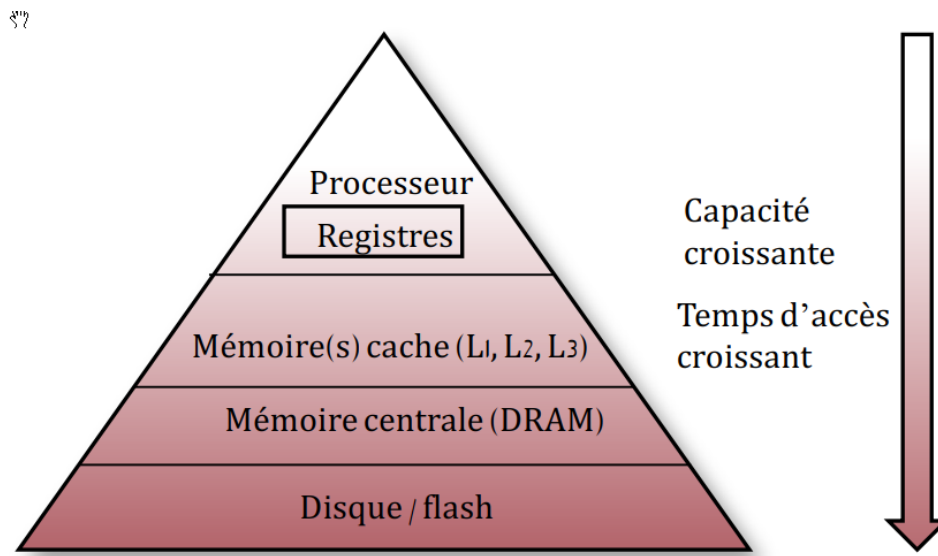 Processeur
Registres
Mémoire(s) cache (L1, L2, L3)
Mémoire centrale (DRAM)
Disque / flash
Capacité
croissante
Temps d'accès
croissant